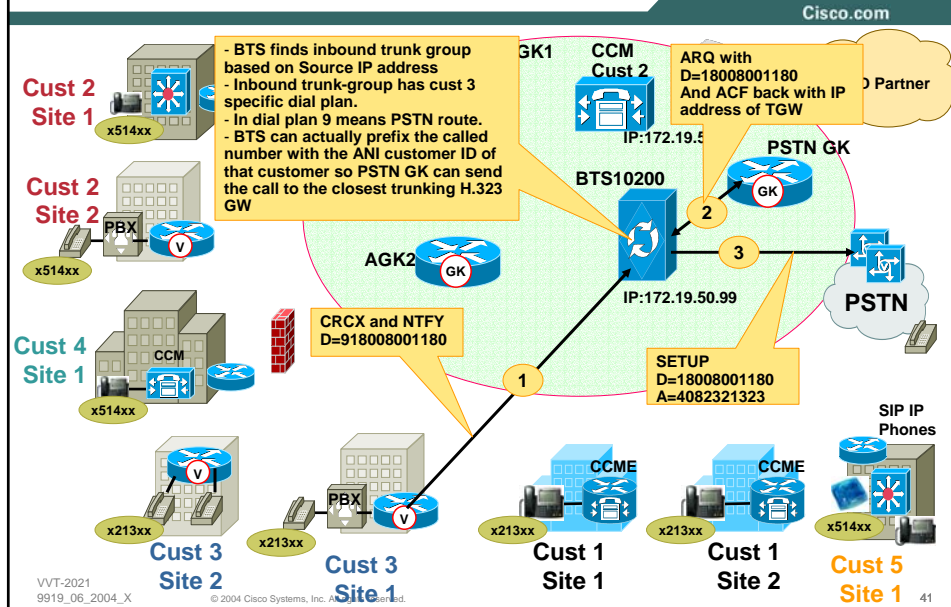 Cisco.com
- BTS finds inbound trunk group
based on Source IP address
- Inbound trunk-group has cust 3
specific dial plan.
- In dial plan 9 means PSTN route.
- BTS can actually prefix the called
number with the ANI customer ID of
that customer so PSTN GK can send
the call to the closest trunking H.323
GW
GK1
CCM
Cust 2
ARQ with
D=18008001180
And ACF back with IP
address of TGW
Partner
Cust 2
Site 1
x514xx
IP:172.19.5
PSTN GK
GK
BTS10200
2
Cust 2
Site 2
PBX
V
x514xx
AGK2
GK
3
PSTN
IP:172.19.50.99
CRCX and NTFY
D=918008001180
SETUP
D=18008001180
A=4082321323
Cust 4
Site 1
CCM
x514xx
1
SIP IP
Phones
x514xx
V
x213xx
Cust 3
Site 2
PBX
V
x213xx
Cust 3
Site 1
CCME
x213xx
Cust 1
Site 1
CCME
x213xx
Cust 1
Site 2
Cust 5
Site 1
VVT-2021
9919_06_2004_X
© 2004 Cisco Systems, Inc. All rights reserved.
41